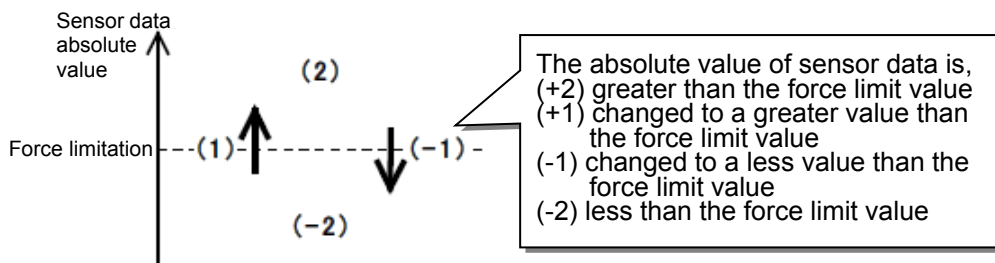 Sensor data
absolute
value
(2)
Force limitation
(1)
(-1)
(-2)
The absolute value of sensor data is,
(+2) greater than the force limit value
(+1) changed to a greater value than
the force limit value
(-1) changed to a less value than the
force limit value
(-2) less than the force limit value